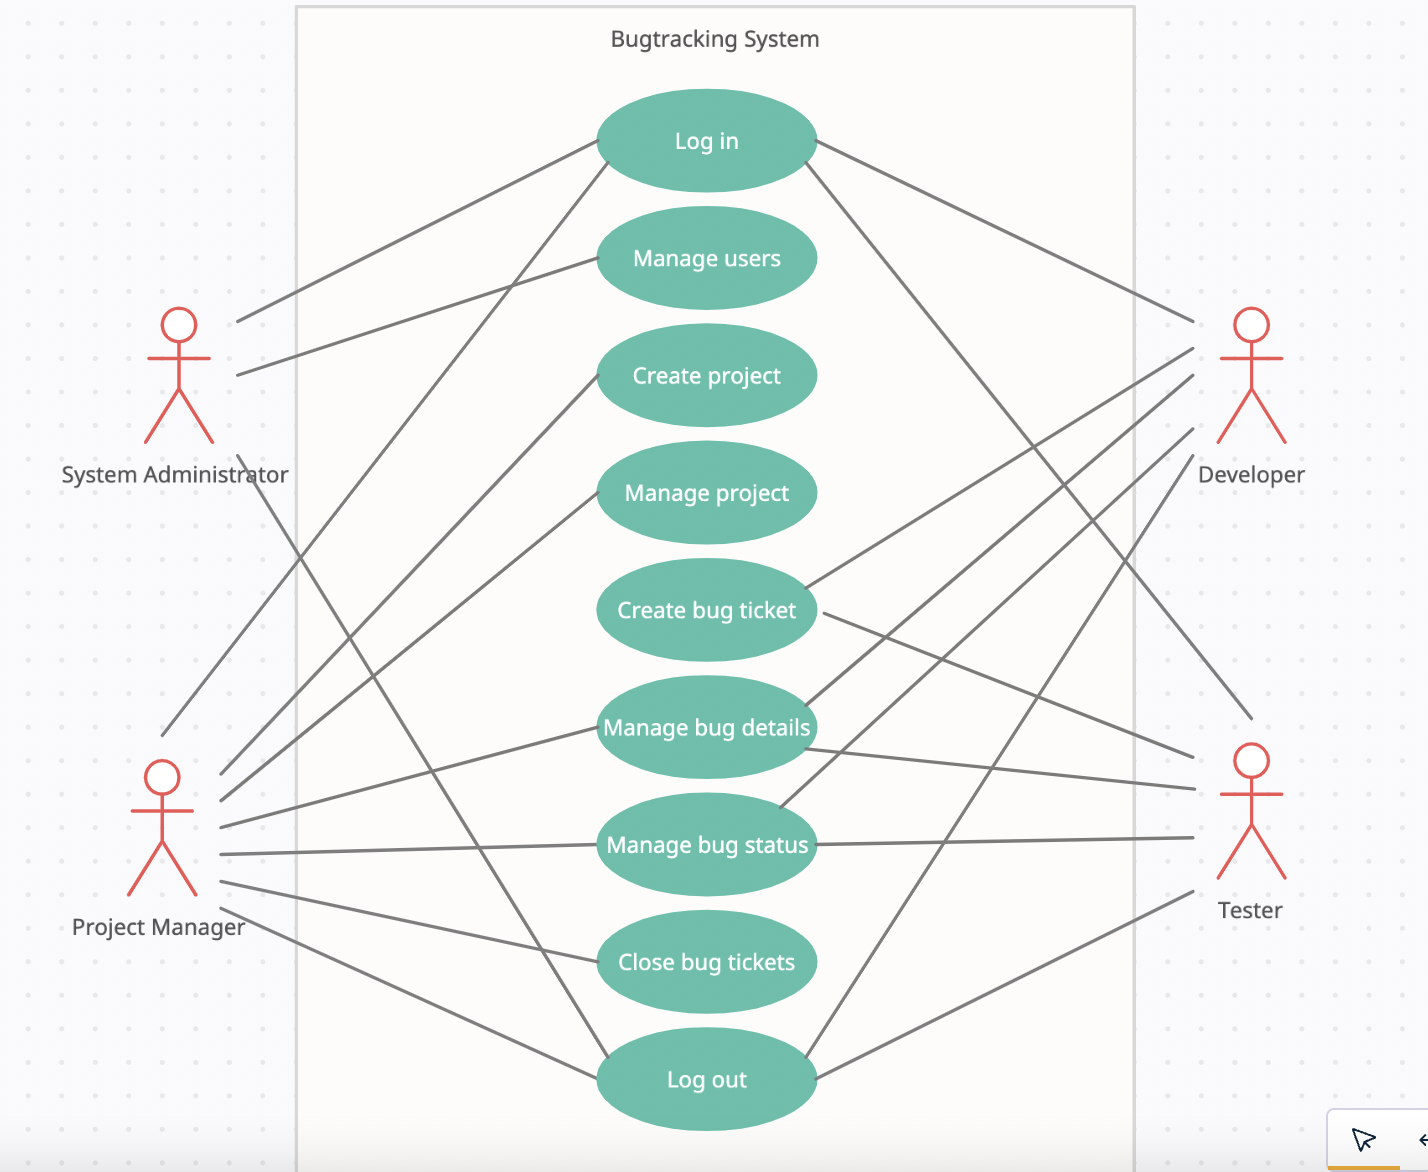 Bugtracking System
Log in
Manage users
Create project
System Administrator
Manage project
Developer
Create bug ticket
Manage bug details
Manage bug status
Tester
Project Manager
Close bug tickets
Log out